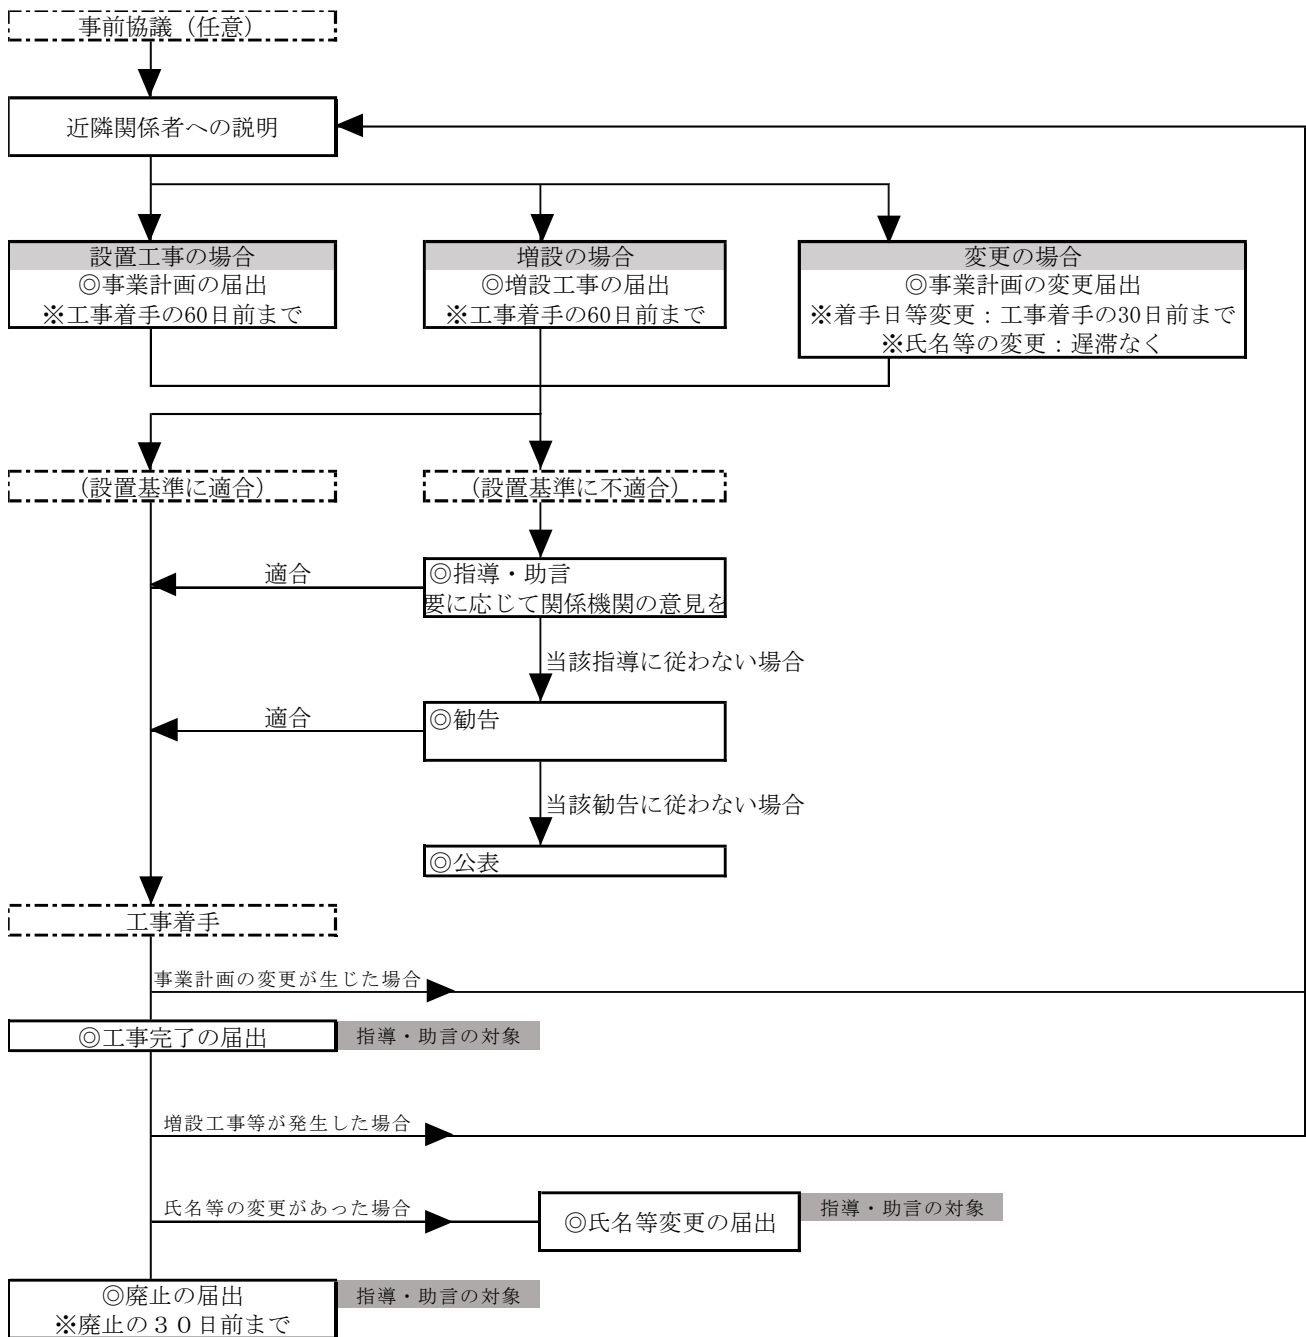 事前協議（任意）
近隣関係者への説明
設置工事の場合
◎事業計画の届出
※工事着手の60日前まで
増設の場合
◎増設工事の届出
※工事着手の60日前まで
変更の場合
◎事業計画の変更届出
※着手日等変更：工事着手の30日前まで
※氏名等の変更：遅滞なく
（設置基準に適合）
（設置基準に不適合）
適合
◎指導・助言
要に応じて関係機関の意見を
当該指導に従わない場合
適合
◎勧告
当該勧告に従わない場合
◎公表
工事着手
事業計画の変更が生じた場合
◎工事完了の届出
指導・助言の対象
増設工事等が発生した場合
氏名等の変更があった場合
◎氏名等変更の届出
指導・助言の対象
◎廃止の届出
※廃止の３０日前まで
指導・助言の対象